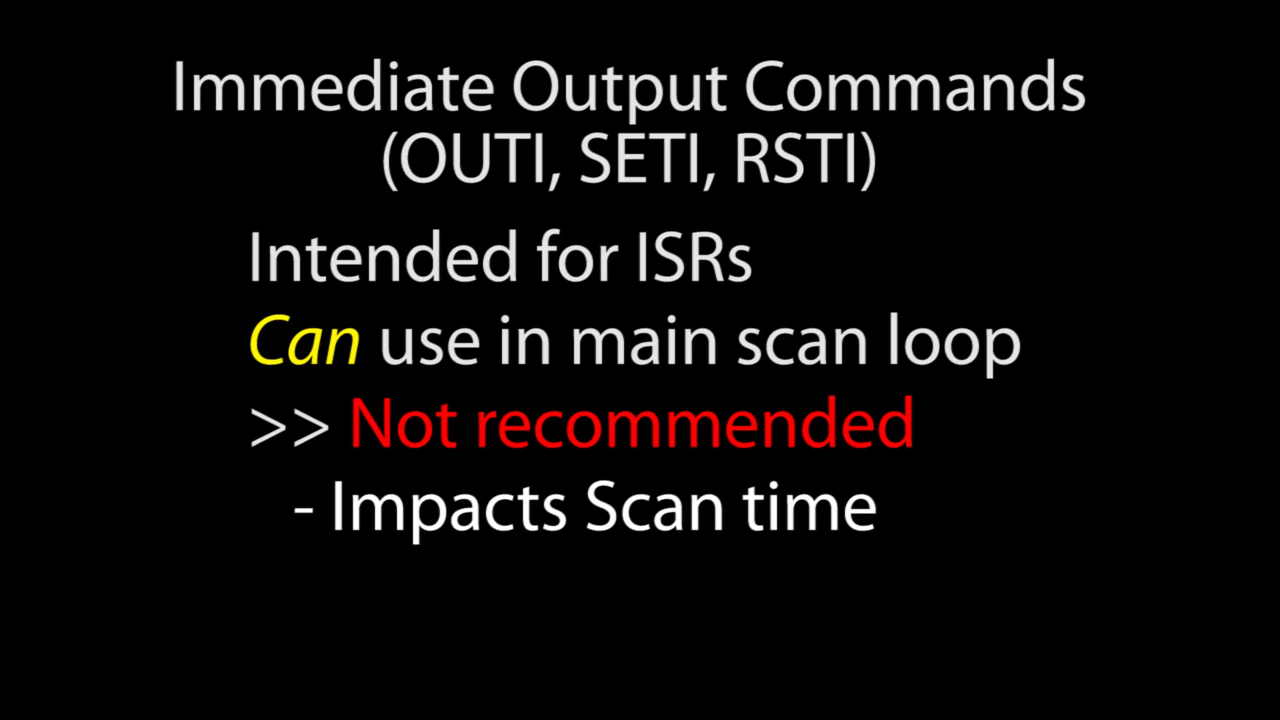 Immediate Output Commands
(OUTI, SETI, RSTI)
Intended for ISRs
Can use in main scan loop
>> Not recommended
- Impacts Scan time